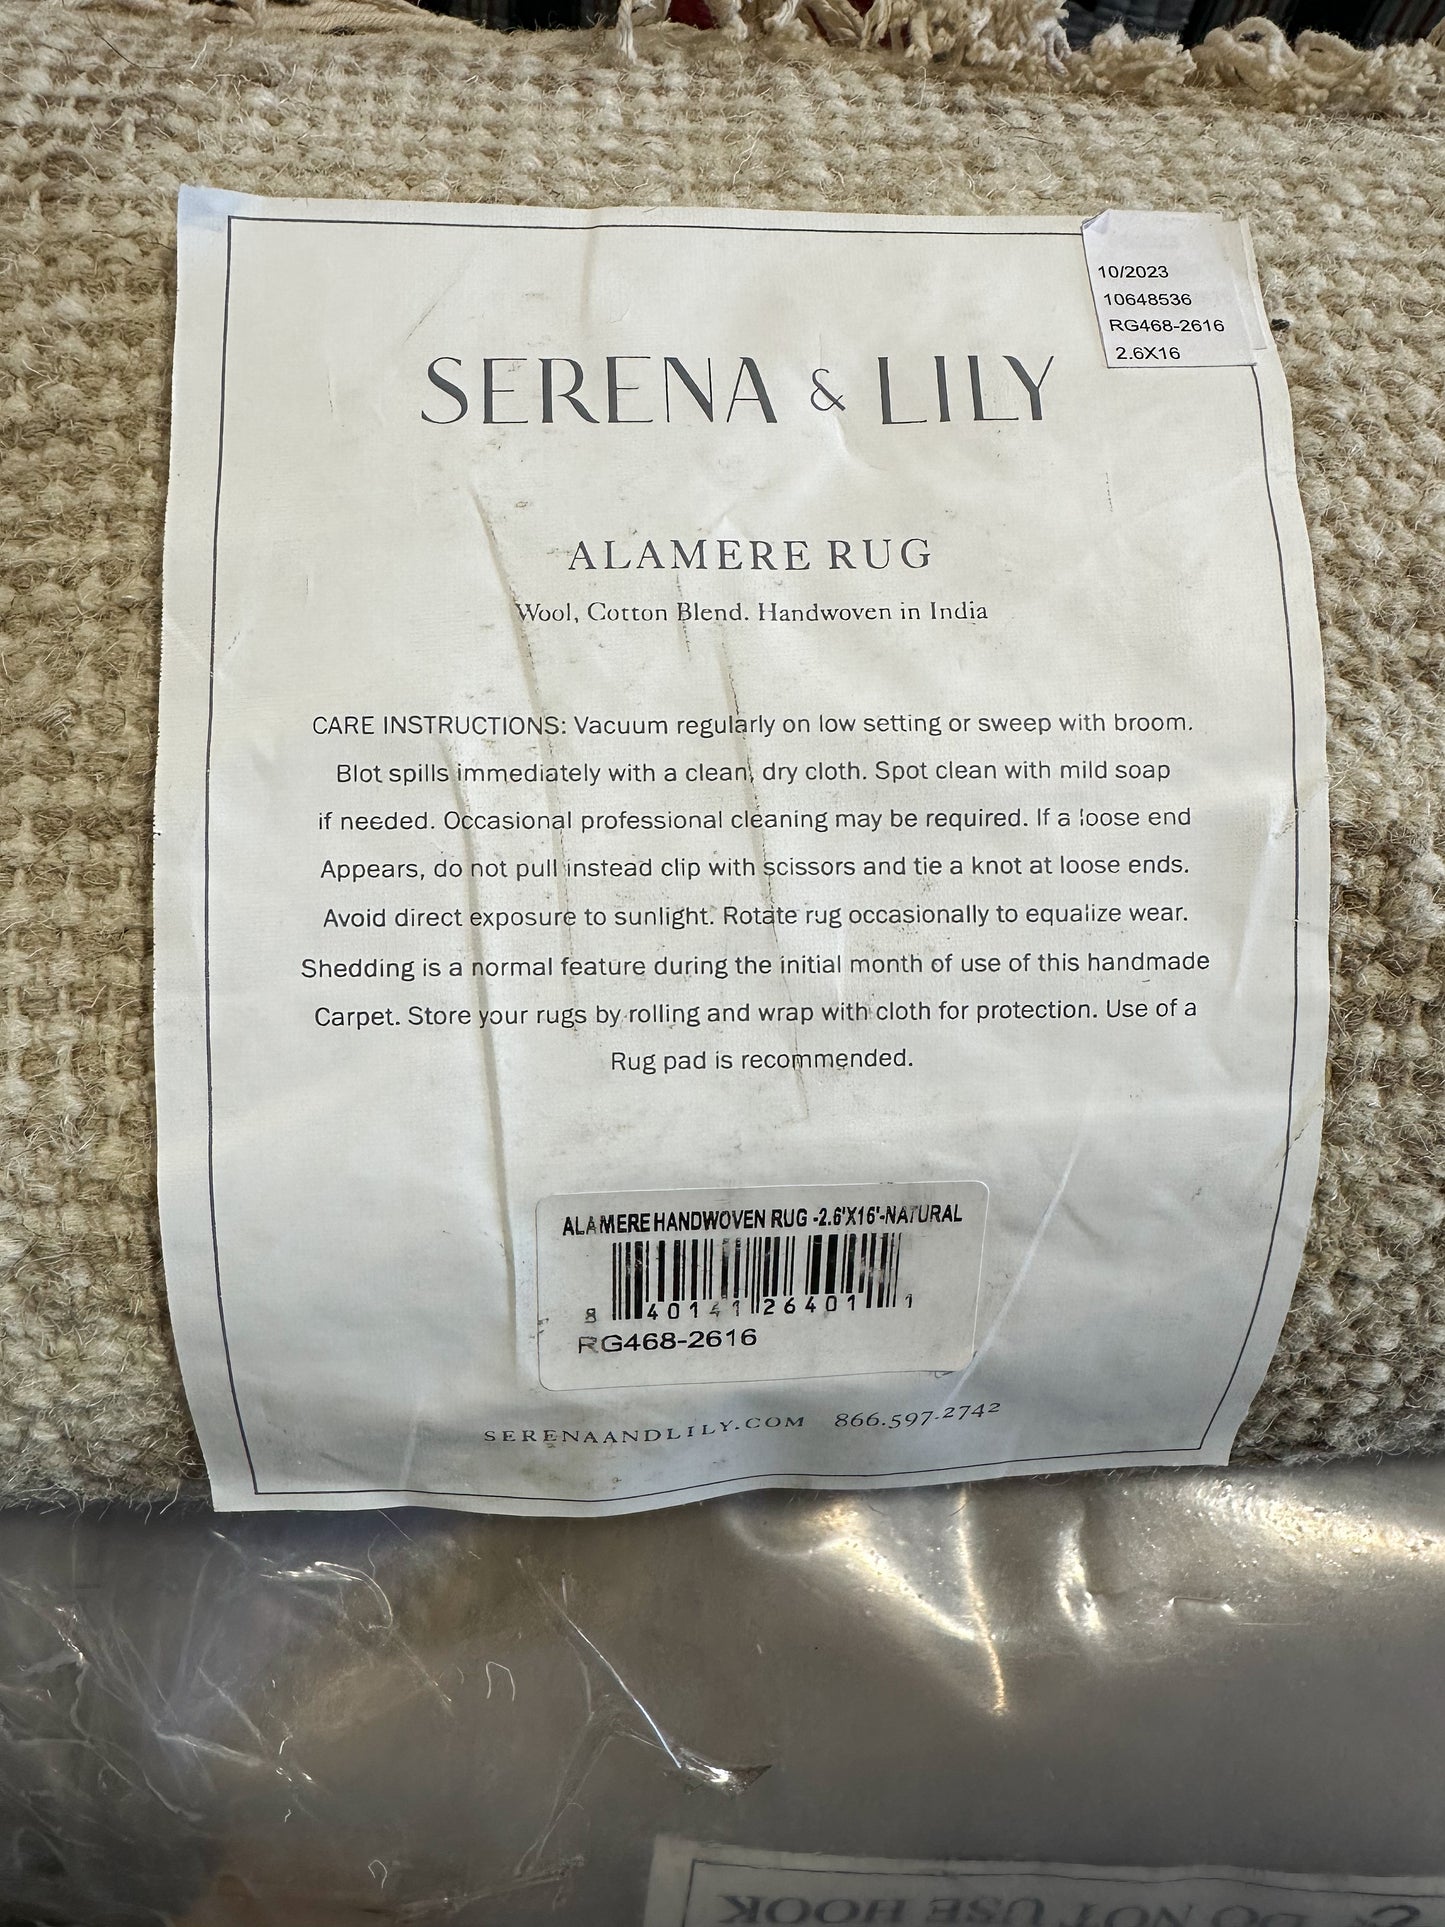 10/2023
10648536
RG468-2616
2.6X16
SERENA & LILY
ALAMERE RUG
Wool, Cotton Blend. Handwoven in India
CARE INSTRUCTIONS: Vacuum regularly on low setting or sweep with broom.
Blot spills immediately with a clean, dry cloth. Spot clean with mild soap
if needed. Occasional professional cleaning may be required. If a loose end
Appears, do not pull instead clip with scissors and tie a knot at loose ends.
Avoid direct exposure to sunlight. Rotate rug occasionally to equalize wear.
Shedding is a normal feature during the initial month of use of this handmade
Carpet. Store your rugs by rolling and wrap with cloth for protection. Use of a
Rug pad is recommended.
ALAMERE HANDWOVEN RUG -2.6'X16'-NATURAL
8 40141 26401 1
RG468-2616
SERENAANDLILY.COM 866.597.2742
DO NOT USE HOOK